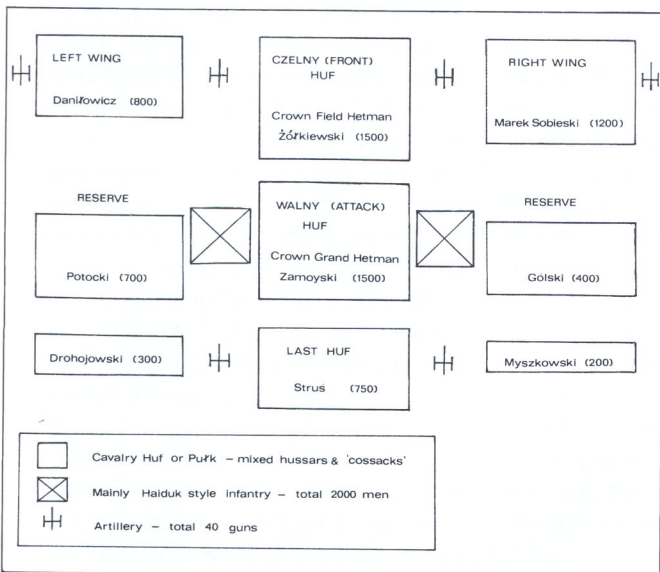 LEFT WING
Daniłowicz (800)
CZELNY (FRONT)
HUF
Crown Field Hetman
Żółkiewski (1500)
RIGHT WING
Marek Sobieski (1200)
RESERVE
Potocki (700)
WALNY (ATTACK)
HUF
Crown Grand Hetman
Zamoyski (1500)
RESERVE
Gólski (400)
Drohojowski (300)
LAST HUF
Strus (750)
Myszkowski (200)
Cavalry Huf or Pułk – mixed hussars & 'cossacks'
Mainly Haiduk style infantry – total 2000 men
Artillery – total 40 guns